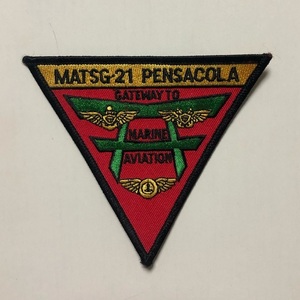 MATSG-21 PENSACOLA
GATEWAY TO
MARINE
AVIATION